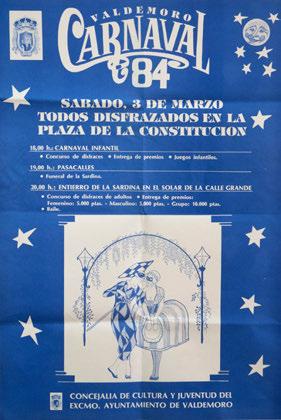 VALDEMORO
CARNAVAL
84
SABADO, 3 DE MARZO
TODOS DISFRAZADOS EN LA
PLAZA DE LA CONSTITUCION
18,00 h.: CARNAVAL INFANTIL
• Concurso de disfraces • Entrega de premios • Juegos infantiles.
19,00 h.: PASACALLES
• Funeral de la Sardina.
20,00 h.: ENTIERRO DE LA SARDINA EN EL SOLAR DE LA CALLE GRANDE
• Concurso de disfraces de adultos • Entrega de premios:
Femenino: 5.000 ptas. - Masculino: 5.000 ptas. - Grupo: 10.000 ptas.
• Baile.
CONCEJALIA DE CULTURA Y JUVENTUD DEL
EXCMO. AYUNTAMIENTO DE VALDEMORO